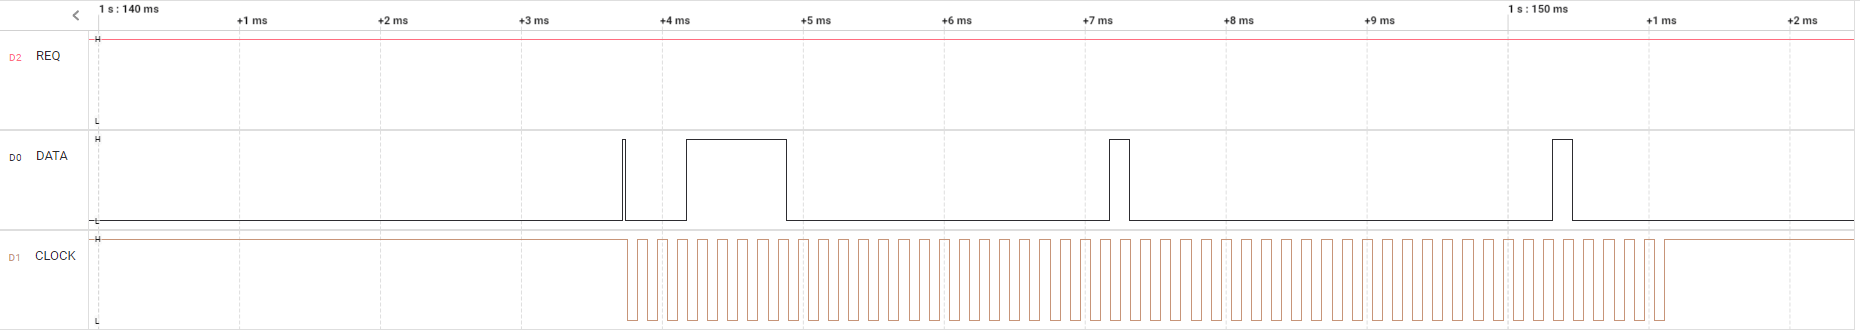 1 s : 140 ms 1 s : 150 ms
+1 ms +2 ms +3 ms +4 ms +5 ms +6 ms +7 ms +8 ms +9 ms +1 ms +2 ms
H
D2 REQ
L
H
D0 DATA
L
H
D1 CLOCK
L